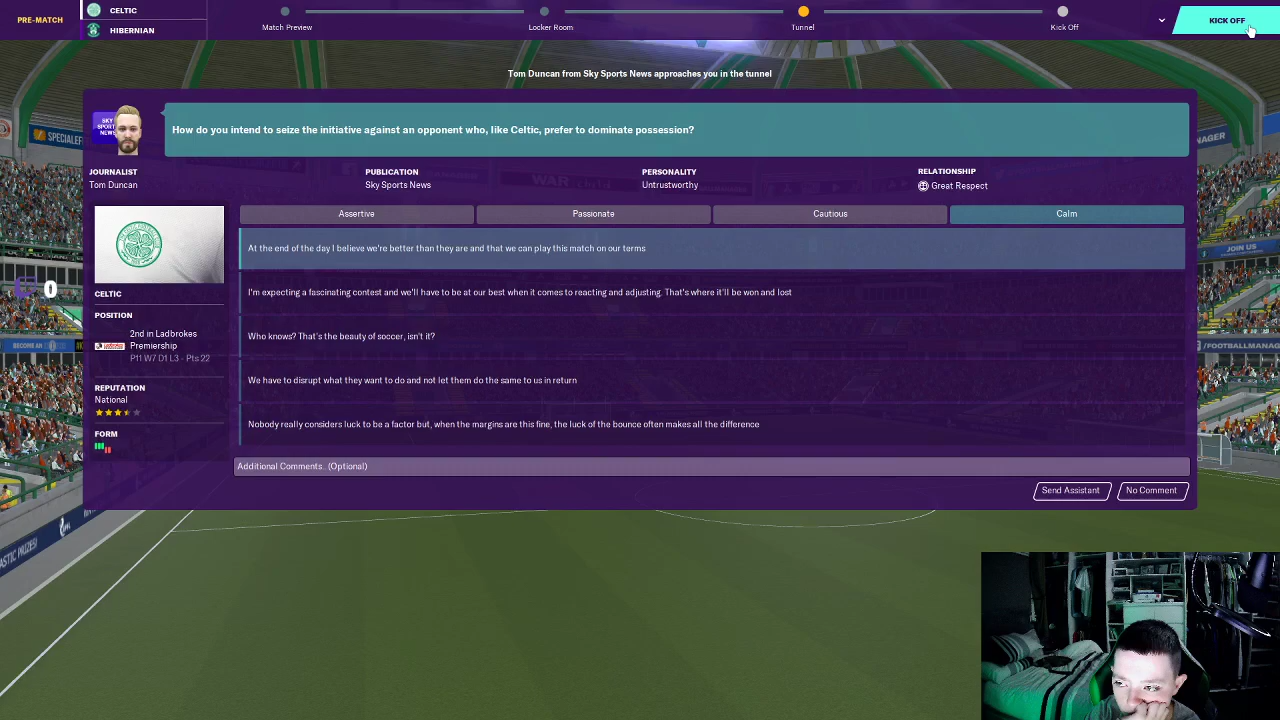 PRE-MATCH
CELTIC
HIBERNIAN
Match Preview
Locker Room
Tunnel
Kick Off
KICK OFF
Tom Duncan from Sky Sports News approaches you in the tunnel
SKY
SPORTS
NEWS
How do you intend to seize the initiative against an opponent who, like Celtic, prefer to dominate possession?
JOURNALIST
Tom Duncan
PUBLICATION
Sky Sports News
PERSONALITY
Untrustworthy
RELATIONSHIP
Great Respect
Assertive
Passionate
Cautious
Calm
At the end of the day I believe we're better than they are and that we can play this match on our terms
I'm expecting a fascinating contest and we'll have to be at our best when it comes to reacting and adjusting. That's where it'll be won and lost
Who knows? That's the beauty of soccer, isn't it?
We have to disrupt what they want to do and not let them do the same to us in return
Nobody really considers luck to be a factor but, when the margins are this fine, the luck of the bounce often makes all the difference
0
CELTIC
POSITION
2nd in Ladbrokes
Premiership
P11 W7 D1 L3 - Pts:22
REPUTATION
National
FORM
Additional Comments.. (Optional)
Send Assistant
No Comment
JOIN US
/FOOTBALLMANAG
BECOME AN